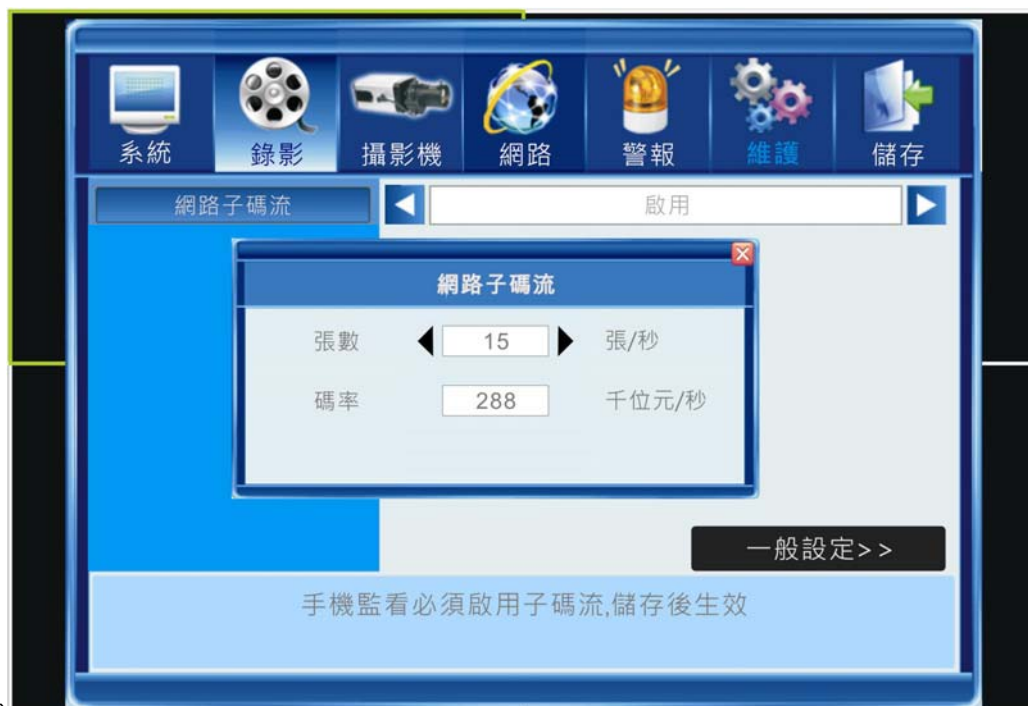 系統 錄影 攝影機 網路 警報 維護 儲存
網路子碼流 啟用
網路子碼流
張數 15 張/秒
碼率 288 千位元/秒
一般設定>>
手機監看必須啟用子碼流,儲存後生效